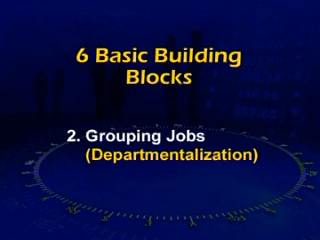 6 Basic Building
Blocks
2. Grouping Jobs
(Departmentalization)